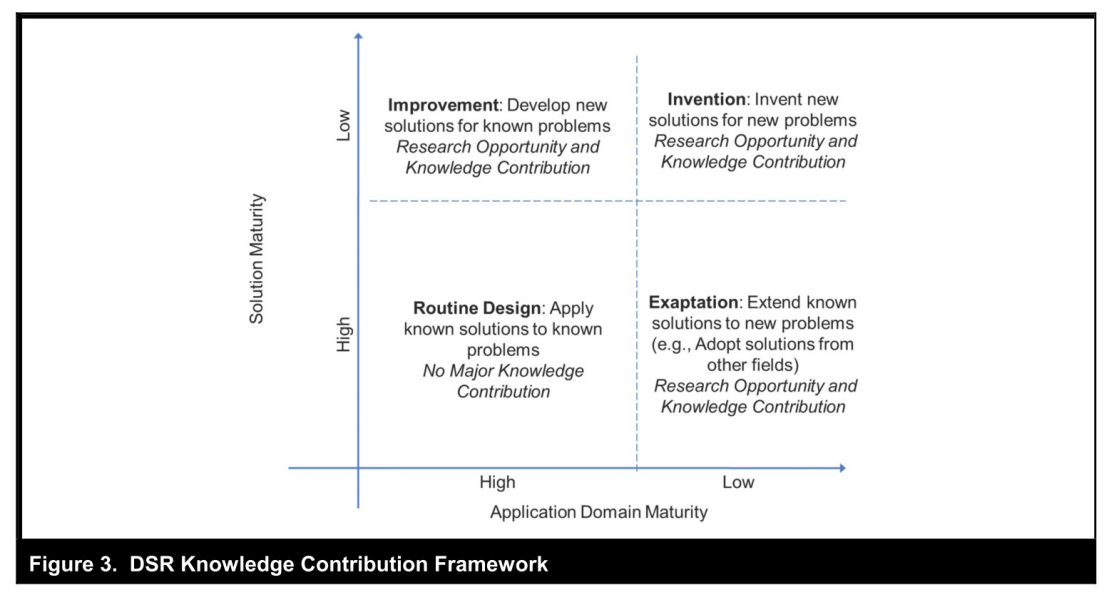 Improvement: Develop new
solutions for known problems
Research Opportunity and
Knowledge Contribution
Invention: Invent new
solutions for new problems
Research Opportunity and
Knowledge Contribution
Low
Solution Maturity
High
Routine Design: Apply
known solutions to known
problems
No Major Knowledge
Contribution
Exaptation: Extend known
solutions to new problems
(e.g., Adopt solutions from
other fields)
Research Opportunity and
Knowledge Contribution
High
Low
Application Domain Maturity
Figure 3. DSR Knowledge Contribution Framework